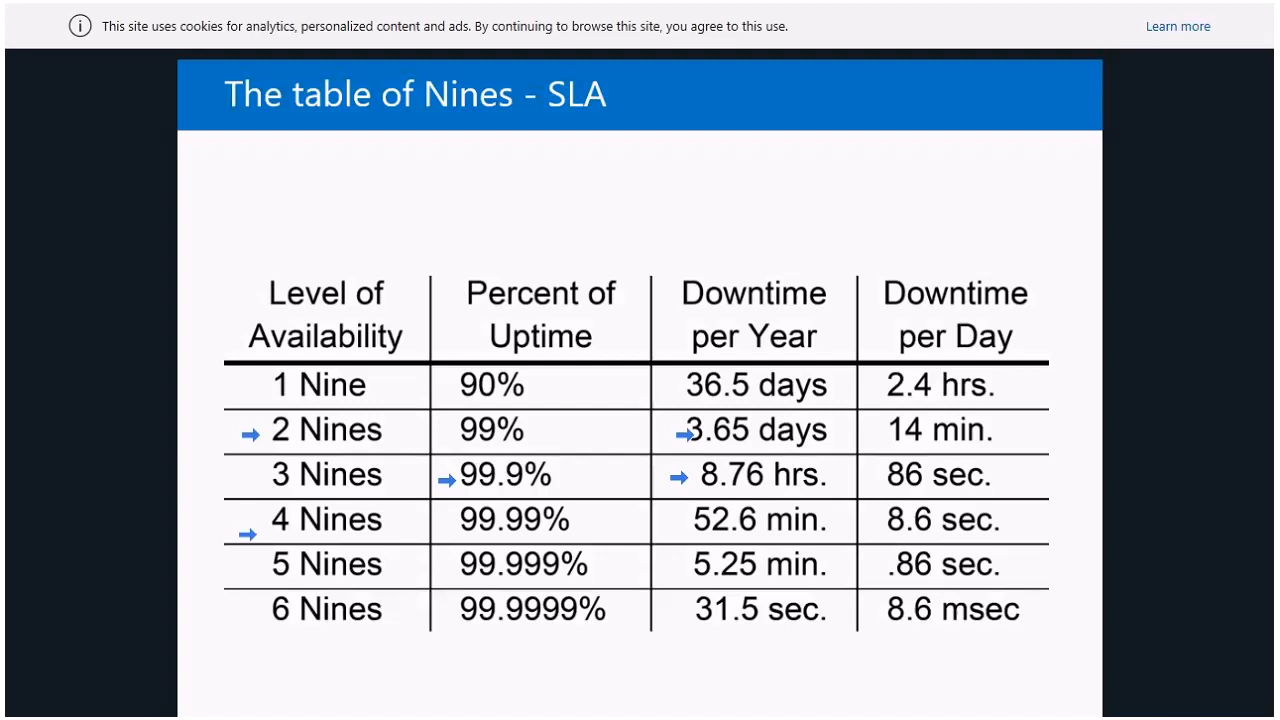 This site uses cookies for analytics, personalized content and ads. By continuing to browse this site, you agree to this use.
Learn more
The table of Nines - SLA
Level of Availability | Percent of Uptime | Downtime per Year | Downtime per Day
1 Nine | 90% | 36.5 days | 2.4 hrs.
2 Nines | 99% | 3.65 days | 14 min.
3 Nines | 99.9% | 8.76 hrs. | 86 sec.
4 Nines | 99.99% | 52.6 min. | 8.6 sec.
5 Nines | 99.999% | 5.25 min. | .86 sec.
6 Nines | 99.9999% | 31.5 sec. | 8.6 msec